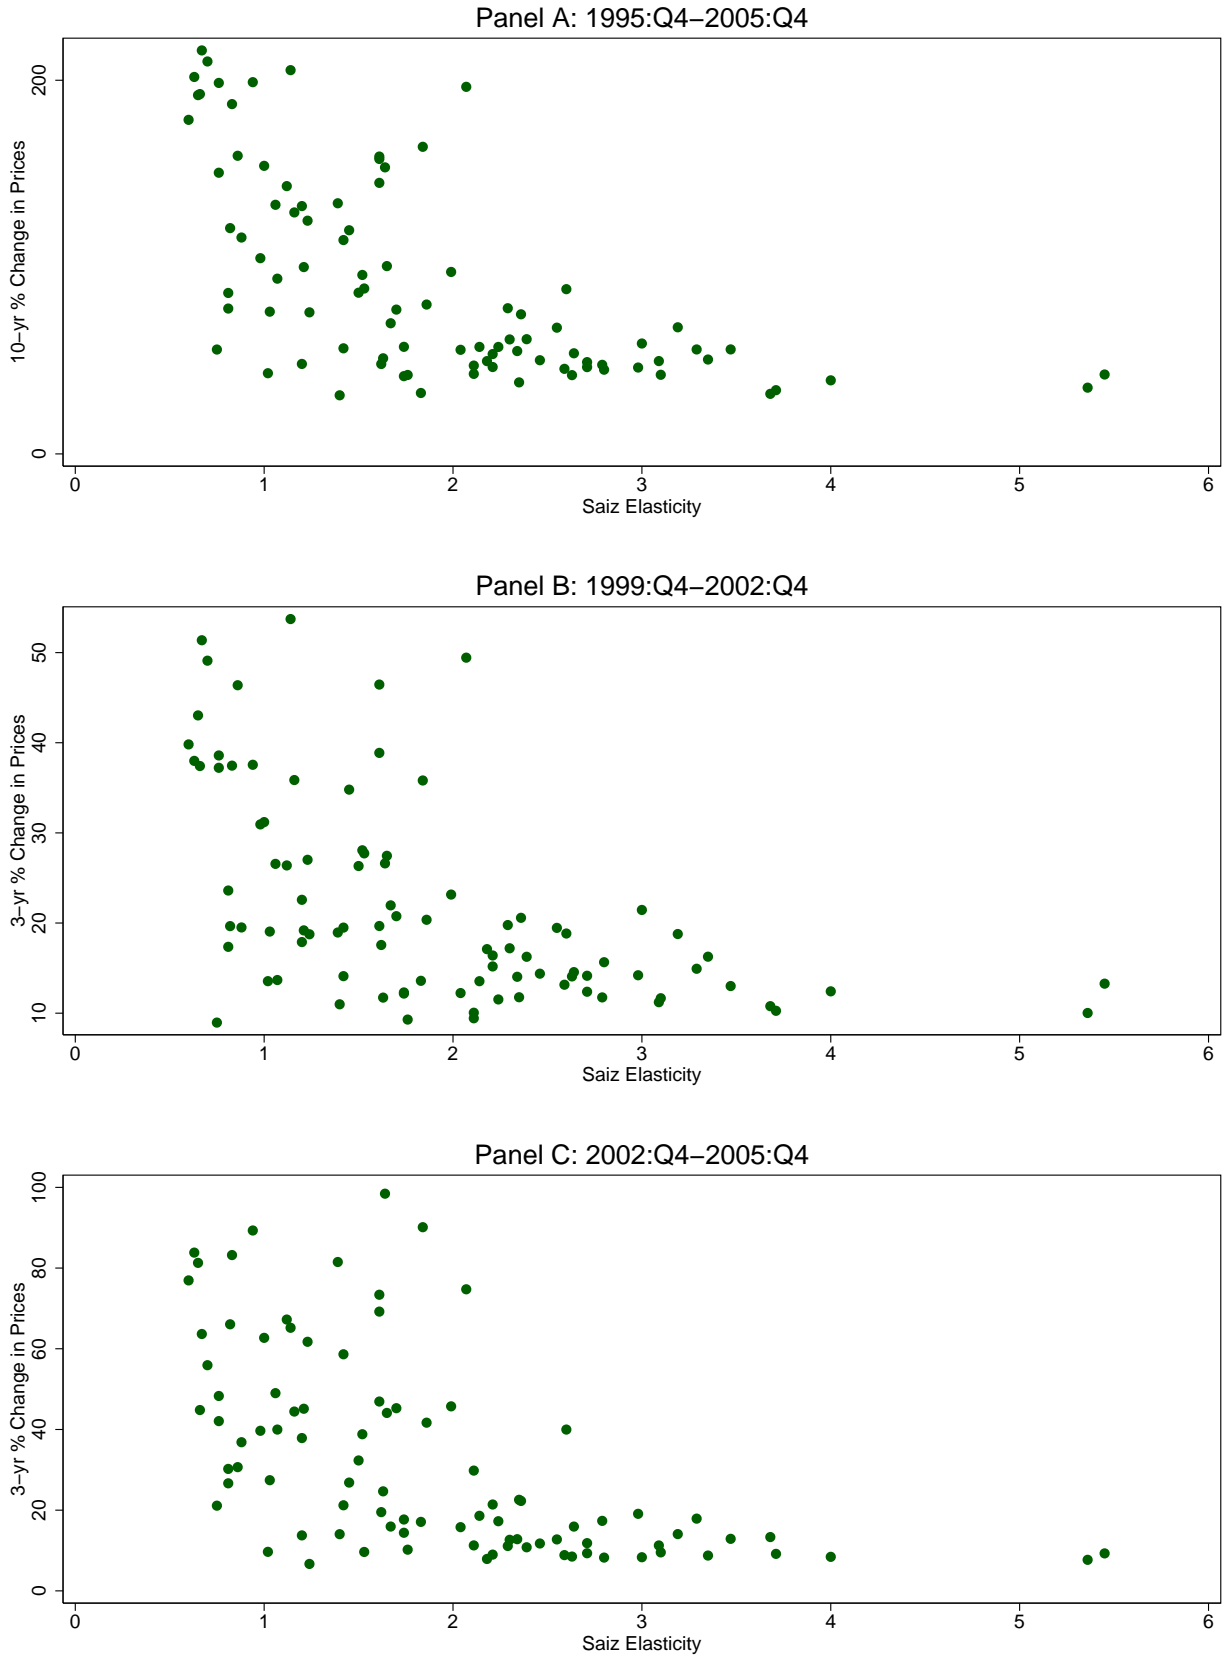 Panel A: 1995:Q4−2005:Q4
10−yr % Change in Prices
200
0
0 1 2 3 4 5 6
Saiz Elasticity
Panel B: 1999:Q4−2002:Q4
3−yr % Change in Prices
50
40
30
20
10
0 1 2 3 4 5 6
Saiz Elasticity
Panel C: 2002:Q4−2005:Q4
3−yr % Change in Prices
100
80
60
40
20
0
0 1 2 3 4 5 6
Saiz Elasticity